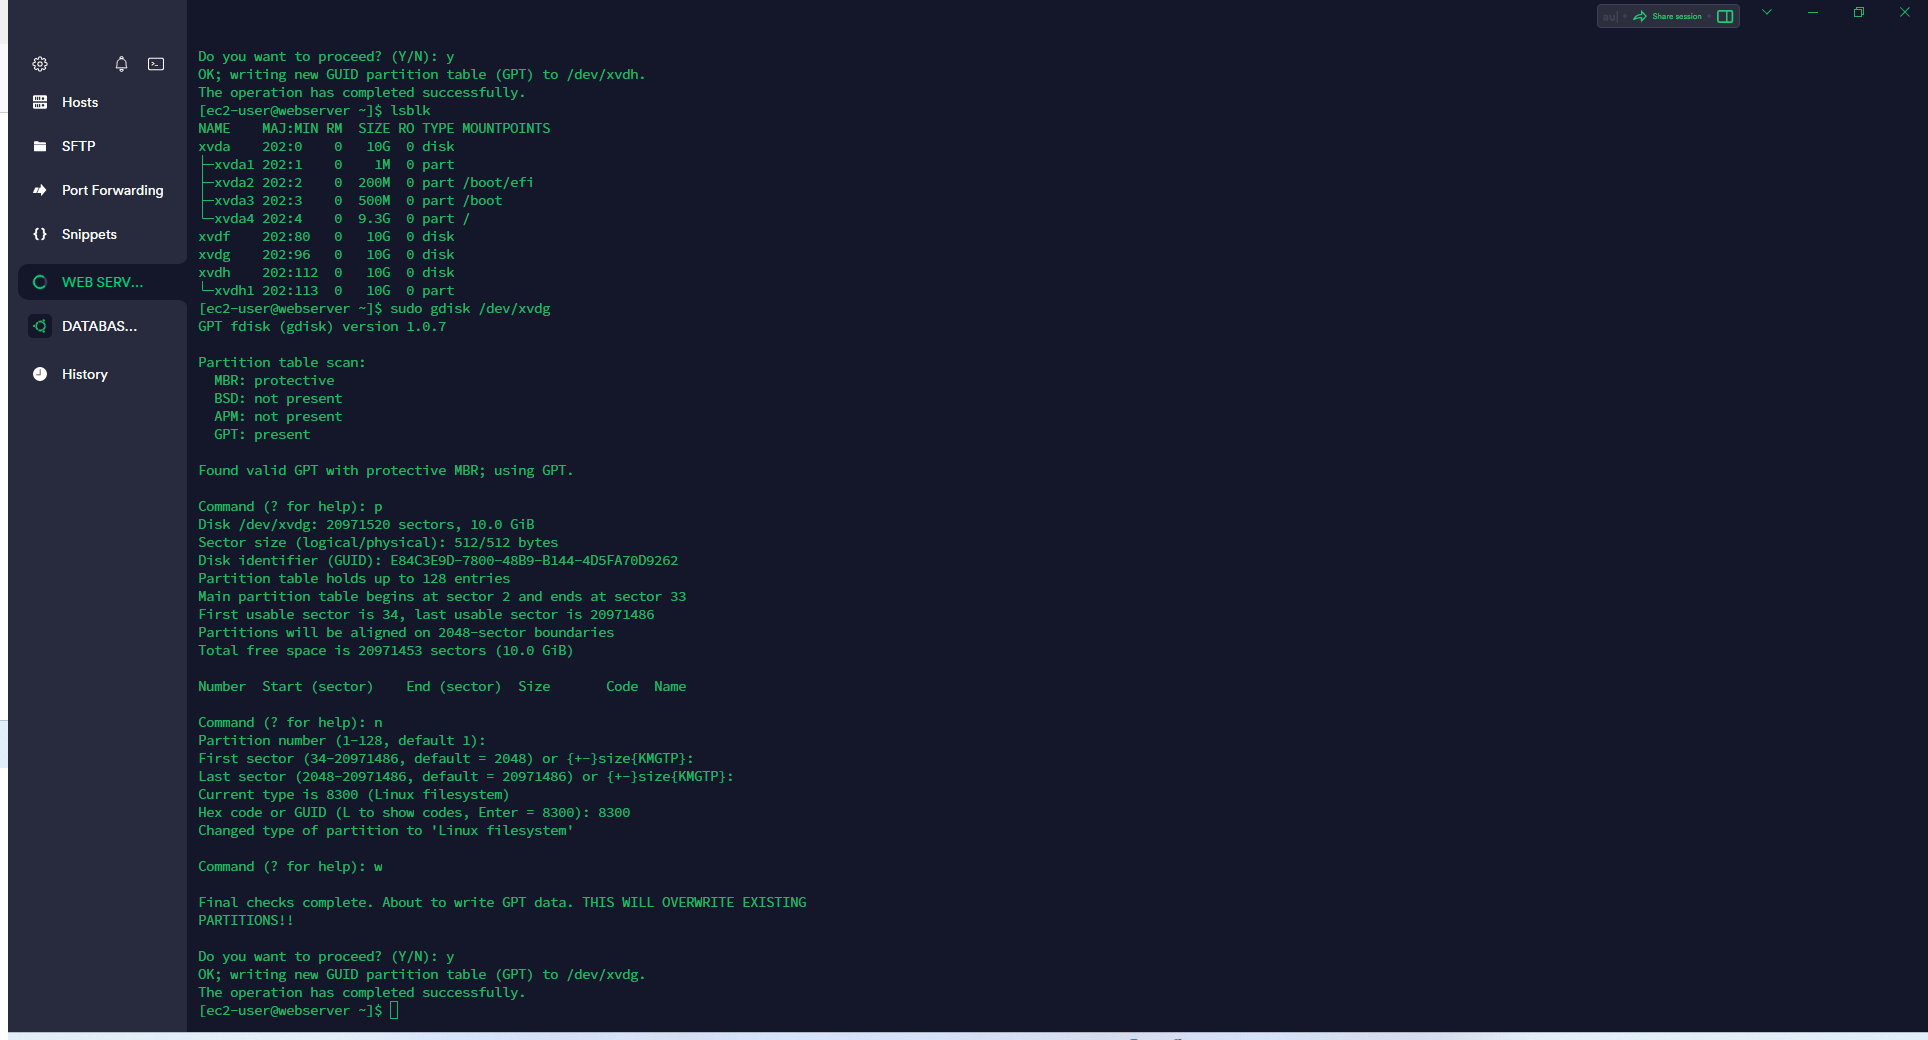 au|
Share session
Hosts
SFTP
Port Forwarding
{} Snippets
WEB SERV...
DATABAS...
History
Do you want to proceed? (Y/N): y
OK; writing new GUID partition table (GPT) to /dev/xvdh.
The operation has completed successfully.
[ec2-user@webserver ~]$ lsblk
NAME    MAJ:MIN RM  SIZE RO TYPE MOUNTPOINTS
xvda    202:0    0   10G  0 disk
├─xvda1 202:1    0    1M  0 part
├─xvda2 202:2    0  200M  0 part /boot/efi
├─xvda3 202:3    0  500M  0 part /boot
└─xvda4 202:4    0  9.3G  0 part /
xvdf    202:80   0   10G  0 disk
xvdg    202:96   0   10G  0 disk
xvdh    202:112  0   10G  0 disk
└─xvdh1 202:113  0   10G  0 part
[ec2-user@webserver ~]$ sudo gdisk /dev/xvdg
GPT fdisk (gdisk) version 1.0.7
Partition table scan:
  MBR: protective
  BSD: not present
  APM: not present
  GPT: present
Found valid GPT with protective MBR; using GPT.
Command (? for help): p
Disk /dev/xvdg: 20971520 sectors, 10.0 GiB
Sector size (logical/physical): 512/512 bytes
Disk identifier (GUID): E84C3E9D-7800-48B9-B144-4D5FA70D9262
Partition table holds up to 128 entries
Main partition table begins at sector 2 and ends at sector 33
First usable sector is 34, last usable sector is 20971486
Partitions will be aligned on 2048-sector boundaries
Total free space is 20971453 sectors (10.0 GiB)
Number  Start (sector)    End (sector)  Size       Code  Name
Command (? for help): n
Partition number (1-128, default 1):
First sector (34-20971486, default = 2048) or {+-}size{KMGTP}:
Last sector (2048-20971486, default = 20971486) or {+-}size{KMGTP}:
Current type is 8300 (Linux filesystem)
Hex code or GUID (L to show codes, Enter = 8300): 8300
Changed type of partition to 'Linux filesystem'
Command (? for help): w
Final checks complete. About to write GPT data. THIS WILL OVERWRITE EXISTING
PARTITIONS!!
Do you want to proceed? (Y/N): y
OK; writing new GUID partition table (GPT) to /dev/xvdg.
The operation has completed successfully.
[ec2-user@webserver ~]$